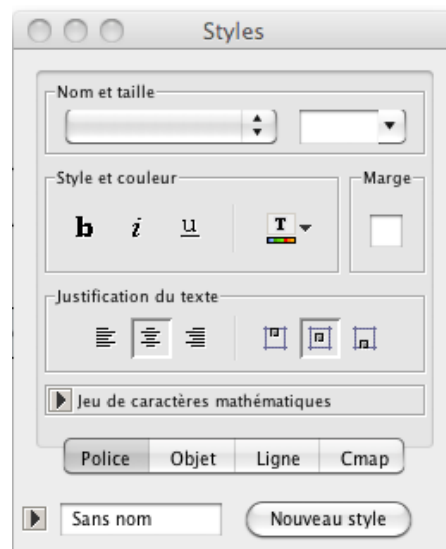 Styles
Nom et taille
Style et couleur
Marge
b i u T
Justification du texte
Jeu de caractères mathématiques
Police Objet Ligne Cmap
Sans nom Nouveau style